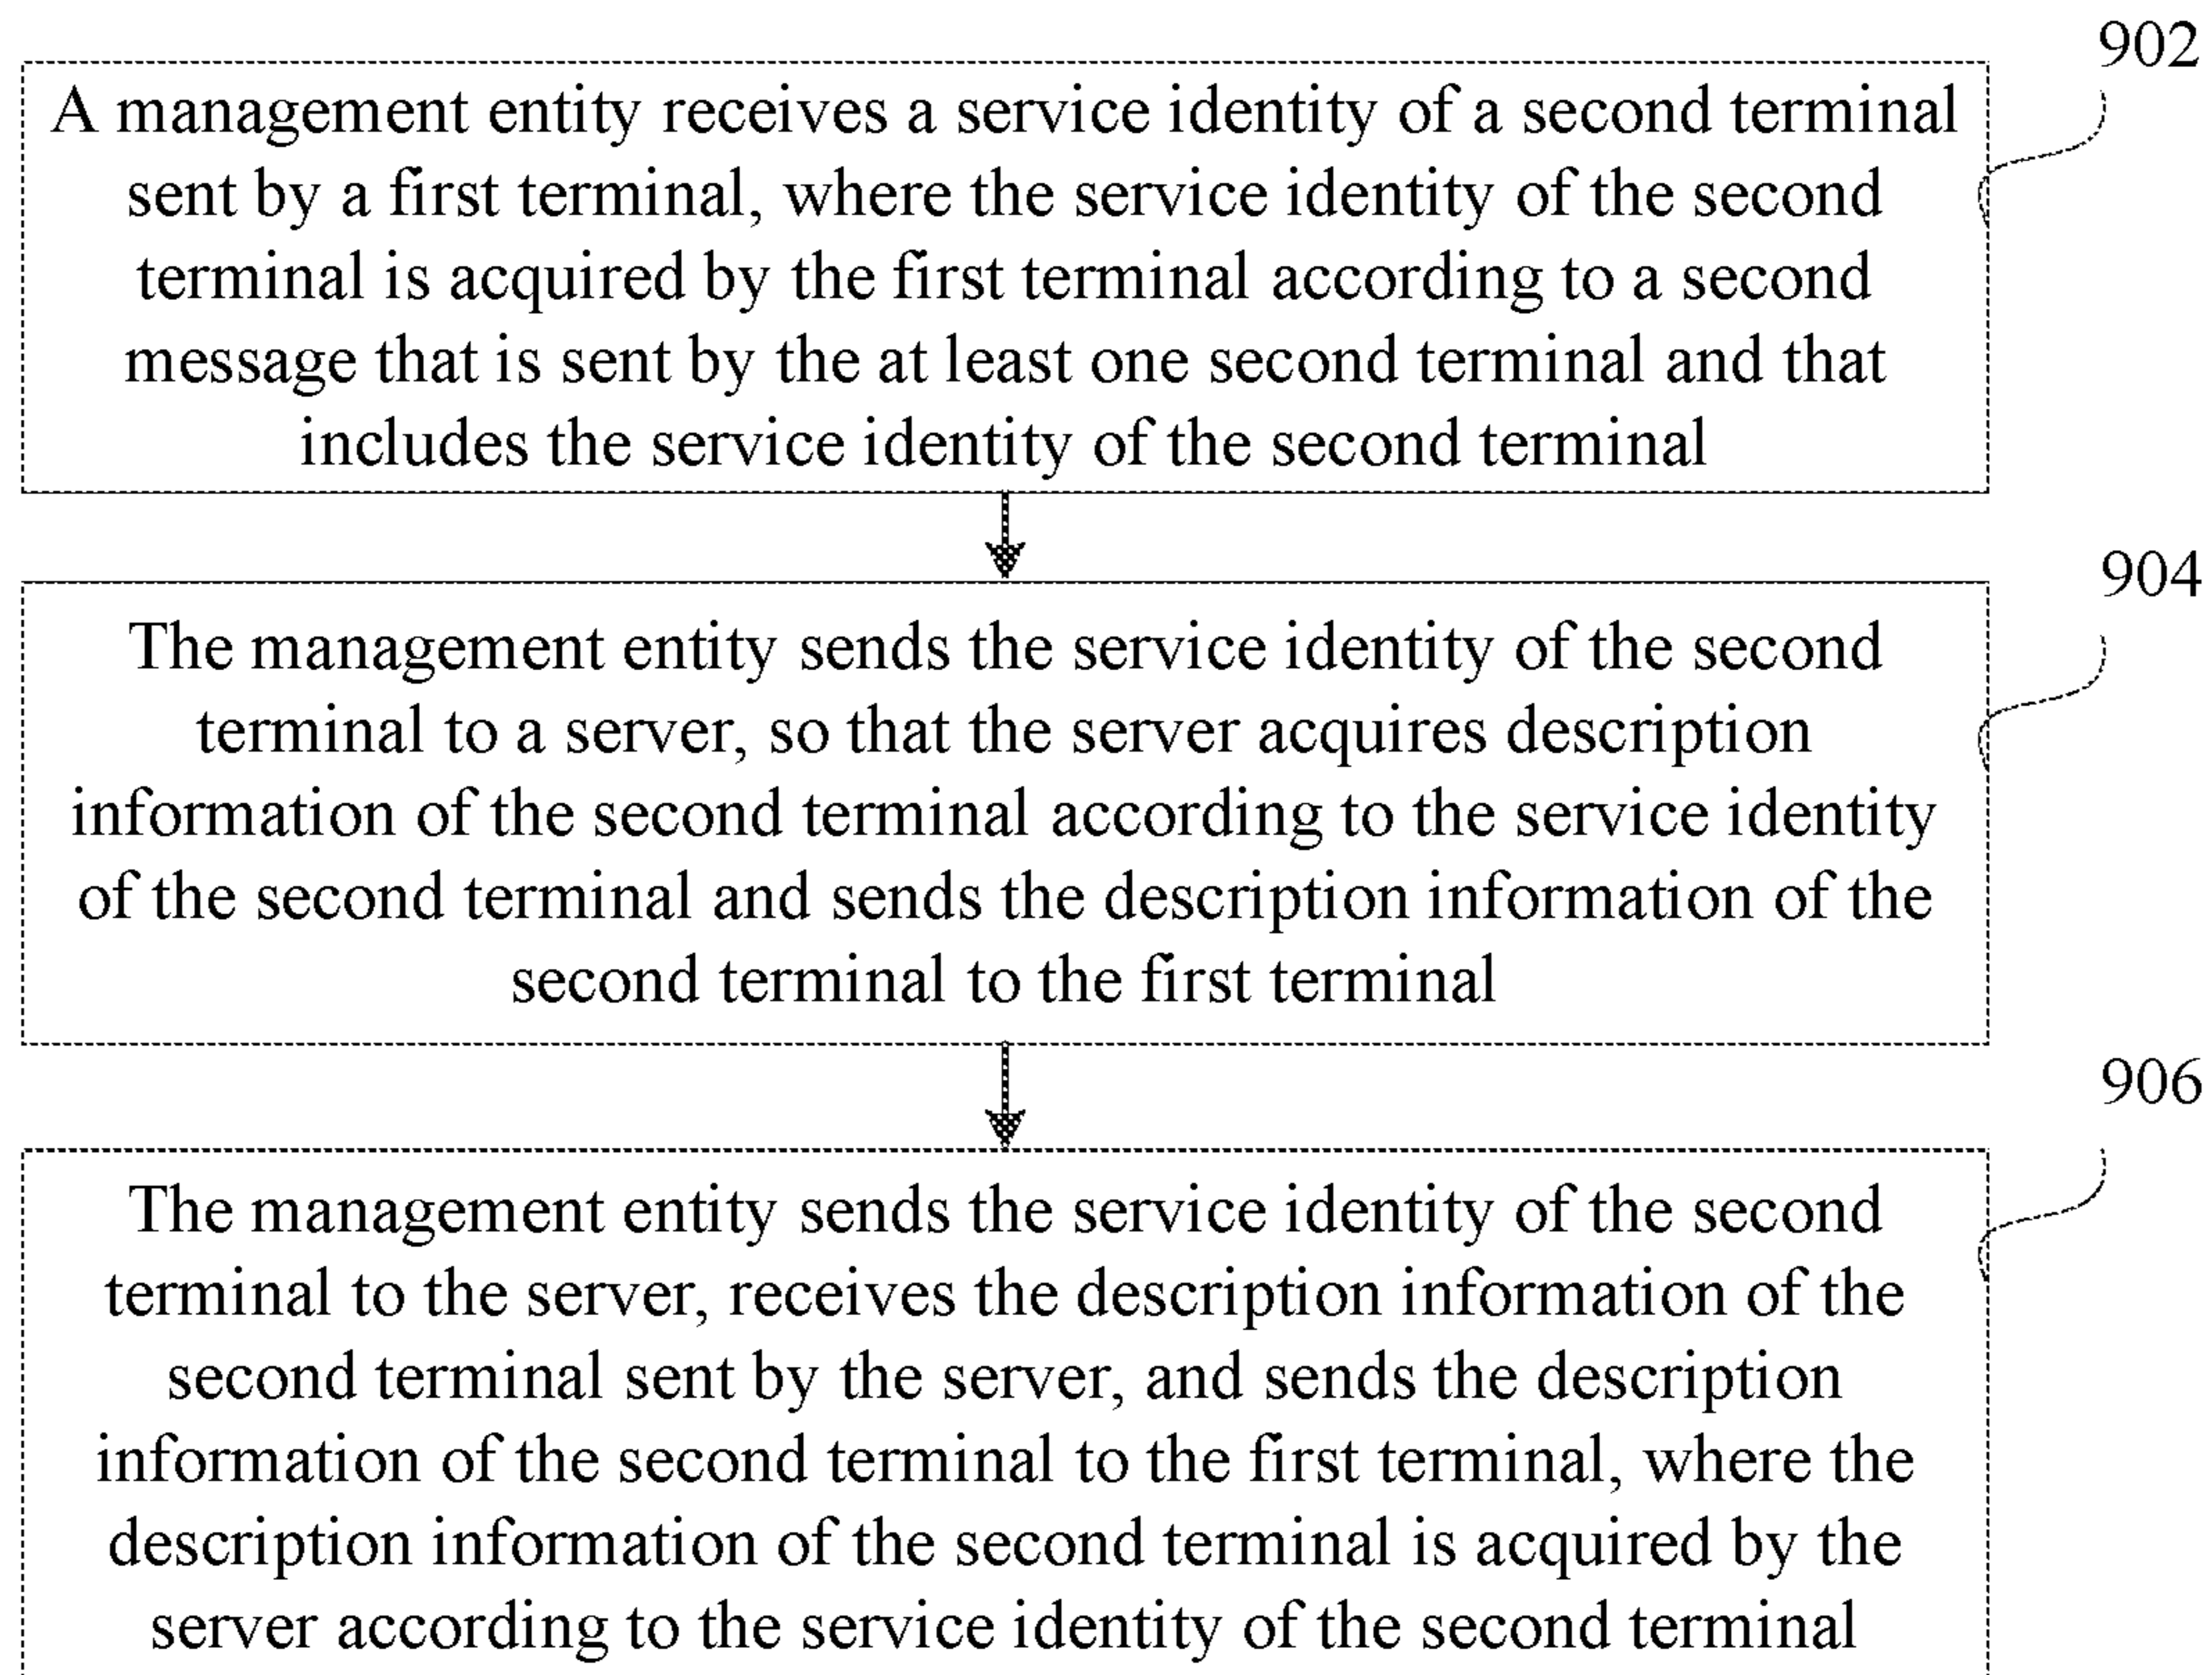 902
A management entity receives a service identity of a second terminal
sent by a first terminal, where the service identity of the second
terminal is acquired by the first terminal according to a second
message that is sent by the at least one second terminal and that
includes the service identity of the second terminal
904
The management entity sends the service identity of the second
terminal to a server, so that the server acquires description
information of the second terminal according to the service identity
of the second terminal and sends the description information of the
second terminal to the first terminal
906
The management entity sends the service identity of the second
terminal to the server, receives the description information of the
second terminal sent by the server, and sends the description
information of the second terminal to the first terminal, where the
description information of the second terminal is acquired by the
server according to the service identity of the second terminal